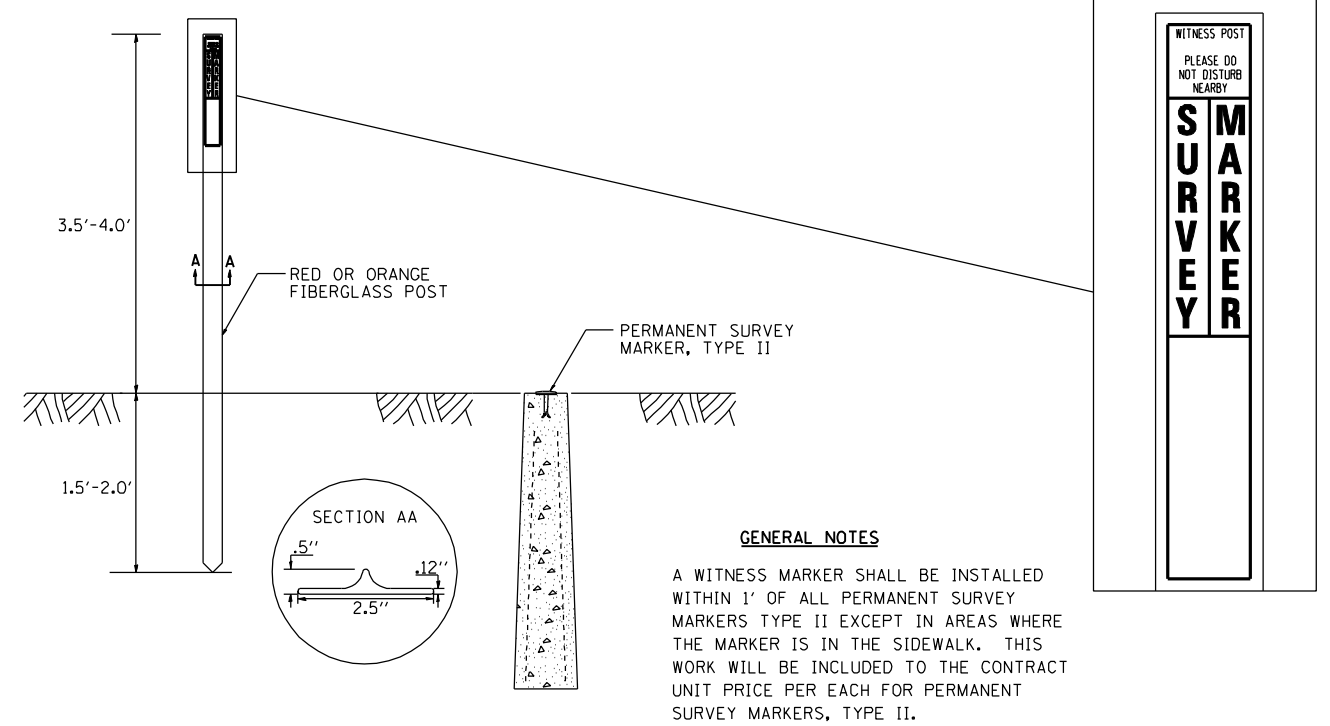 WITNESS POST
PLEASE DO
NOT DISTURB
NEARBY
SURVEY
MARKER
3.5'-4.0'
A A
RED OR ORANGE
FIBERGLASS POST
PERMANENT SURVEY
MARKER, TYPE II
1.5'-2.0'
SECTION AA
.5''
.12''
2.5''
GENERAL NOTES
A WITNESS MARKER SHALL BE INSTALLED
WITHIN 1' OF ALL PERMANENT SURVEY
MARKERS TYPE II EXCEPT IN AREAS WHERE
THE MARKER IS IN THE SIDEWALK. THIS
WORK WILL BE INCLUDED TO THE CONTRACT
UNIT PRICE PER EACH FOR PERMANENT
SURVEY MARKERS, TYPE II.